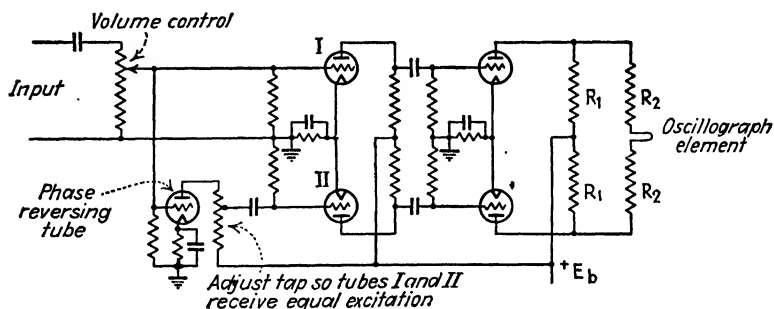 Volume control
Input
I
II
Phase
reversing
tube
Adjust tap so tubes I and II
receive equal excitation
R₁
R₂
R₁
R₂
Oscillograph
element
+E_b